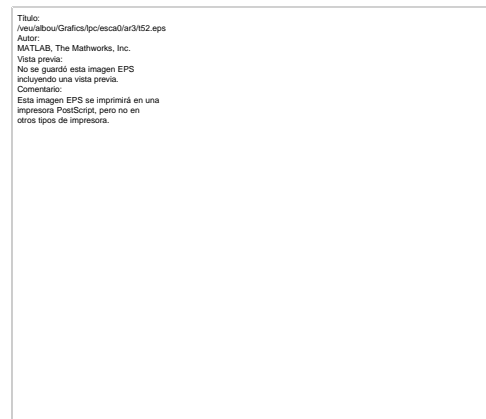 Título:
/veu/albou/Grafics/lpc/esca0/ar3/t52.eps
Autor:
MATLAB, The Mathworks, Inc.
Vista previa:
No se guardó esta imagen EPS
incluyendo una vista previa.
Comentario:
Esta imagen EPS se imprimirá en una
impresora PostScript, pero no en
otros tipos de impresora.